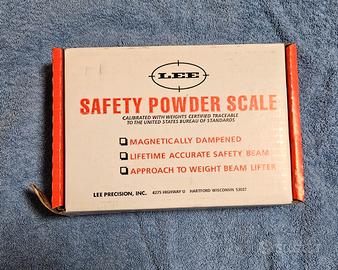 LEE
SAFETY POWDER SCALE
CALIBRATED WITH WEIGHTS CERTIFIED TRACEABLE
TO THE UNITED STATES BUREAU OF STANDARDS
MAGNETICALLY DAMPENED
LIFETIME ACCURATE SAFETY BEAM
APPROACH TO WEIGHT BEAM LIFTER
LEE PRECISION, INC. 4275 HIGHWAY U HARTFORD WISCONSIN 53027
subito